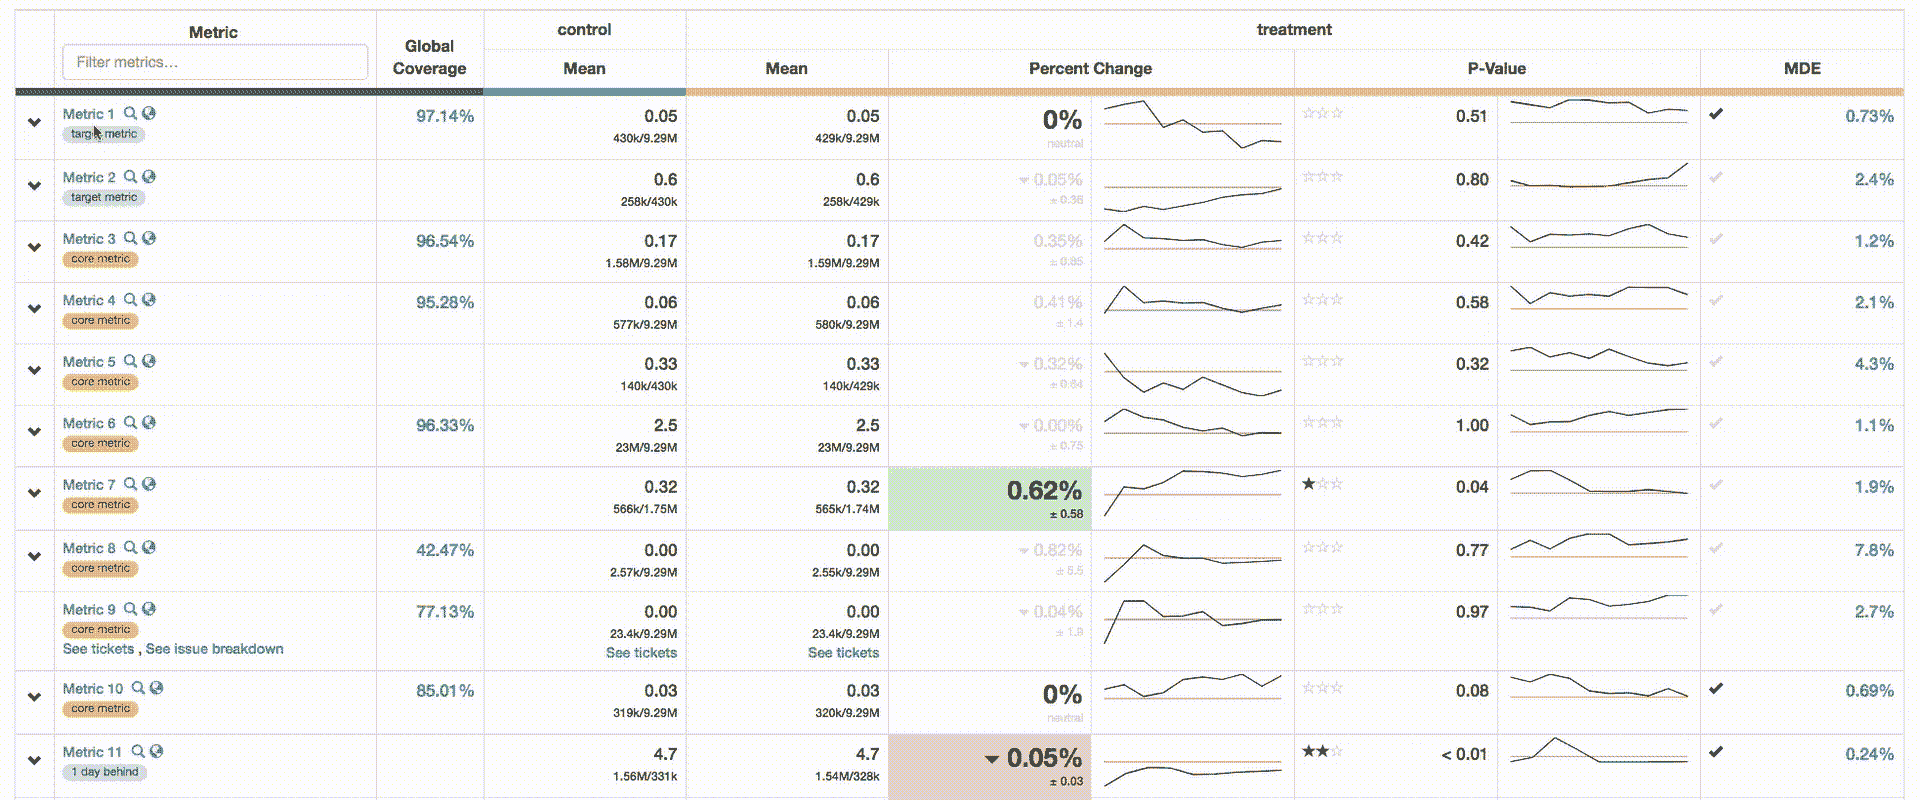 control
treatment
Metric
Filter metrics...
Global
Coverage
Mean
Mean
Percent Change
P-Value
MDE
Metric 1
97.14%
0.05
0.05
0%
0.51
0.73%
target metric
430k/9.29M
429k/9.29M
neutral
Metric 2
0.6
0.6
0.05%
0.80
2.4%
target metric
258k/430k
258k/429k
± 0.36
Metric 3
96.54%
0.17
0.17
0.35%
0.42
1.2%
core metric
1.58M/9.29M
1.59M/9.29M
± 0.85
Metric 4
95.28%
0.06
0.06
0.41%
0.58
2.1%
core metric
577k/9.29M
580k/9.29M
± 1.4
Metric 5
0.33
0.33
0.32%
0.32
4.3%
core metric
140k/430k
140k/429k
± 0.64
Metric 6
96.33%
2.5
2.5
0.00%
1.00
1.1%
core metric
23M/9.29M
23M/9.29M
± 0.75
Metric 7
0.32
0.32
0.62%
0.04
1.9%
core metric
566k/1.75M
565k/1.74M
± 0.58
Metric 8
42.47%
0.00
0.00
0.82%
0.77
7.8%
core metric
2.57k/9.29M
2.55k/9.29M
± 5.5
Metric 9
77.13%
0.00
0.00
0.04%
0.97
2.7%
core metric
23.4k/9.29M
23.4k/9.29M
± 1.9
See tickets , See issue breakdown
See tickets
See tickets
Metric 10
85.01%
0.03
0.03
0%
0.08
0.69%
core metric
319k/9.29M
320k/9.29M
neutral
Metric 11
4.7
4.7
0.05%
< 0.01
0.24%
1 day behind
1.56M/331k
1.54M/328k
± 0.03